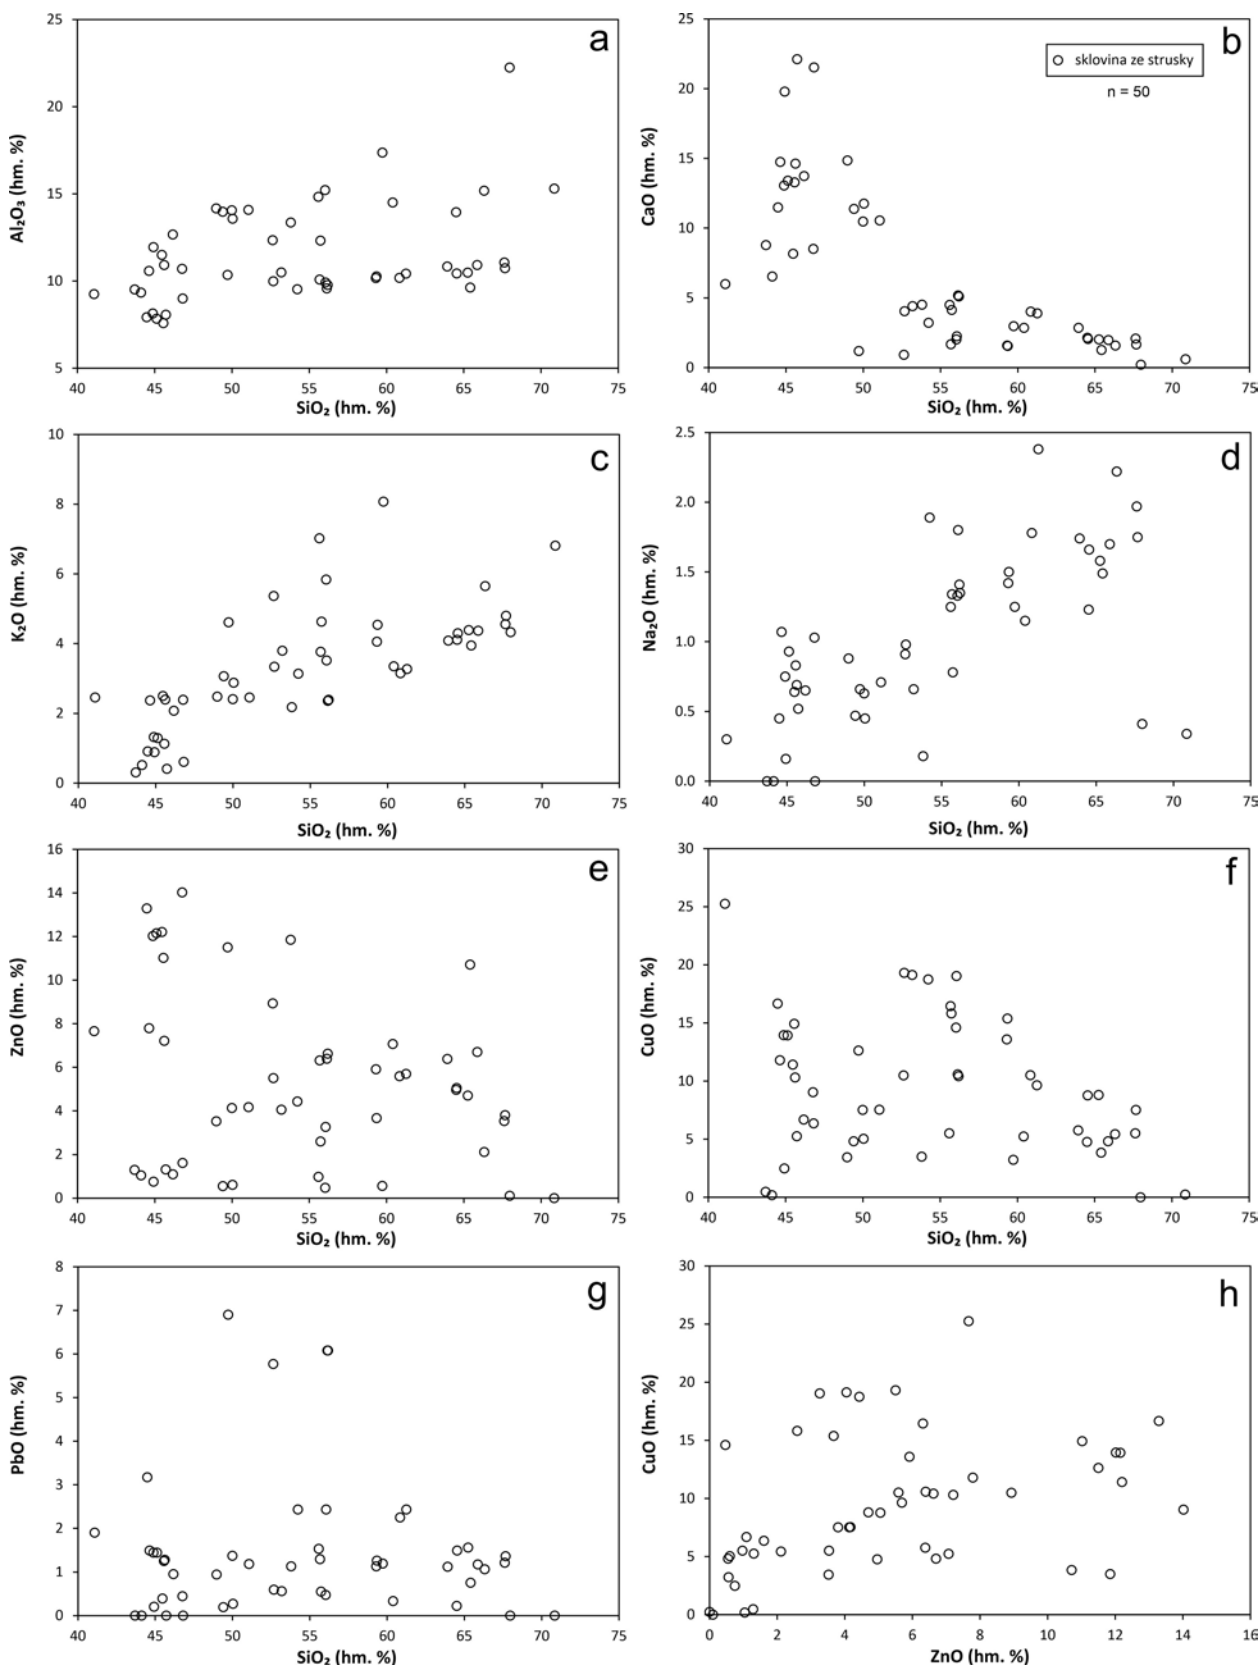 a
25
20
15
10
5
40 45 50 55 60 65 70 75
Al₂O₃ (hm. %)
SiO₂ (hm. %)
b
sklovina ze strusky
n = 50
25
20
15
10
5
0
40 45 50 55 60 65 70 75
CaO (hm. %)
SiO₂ (hm. %)
c
10
8
6
4
2
0
40 45 50 55 60 65 70 75
K₂O (hm. %)
SiO₂ (hm. %)
d
2.5
2.0
1.5
1.0
0.5
0.0
40 45 50 55 60 65 70 75
Na₂O (hm. %)
SiO₂ (hm. %)
e
16
14
12
10
8
6
4
2
0
40 45 50 55 60 65 70 75
ZnO (hm. %)
SiO₂ (hm. %)
f
30
25
20
15
10
5
0
40 45 50 55 60 65 70 75
CuO (hm. %)
SiO₂ (hm. %)
g
8
7
6
5
4
3
2
1
0
40 45 50 55 60 65 70 75
PbO (hm. %)
SiO₂ (hm. %)
h
30
25
20
15
10
5
0
0 2 4 6 8 10 12 14 16
CuO (hm. %)
ZnO (hm. %)